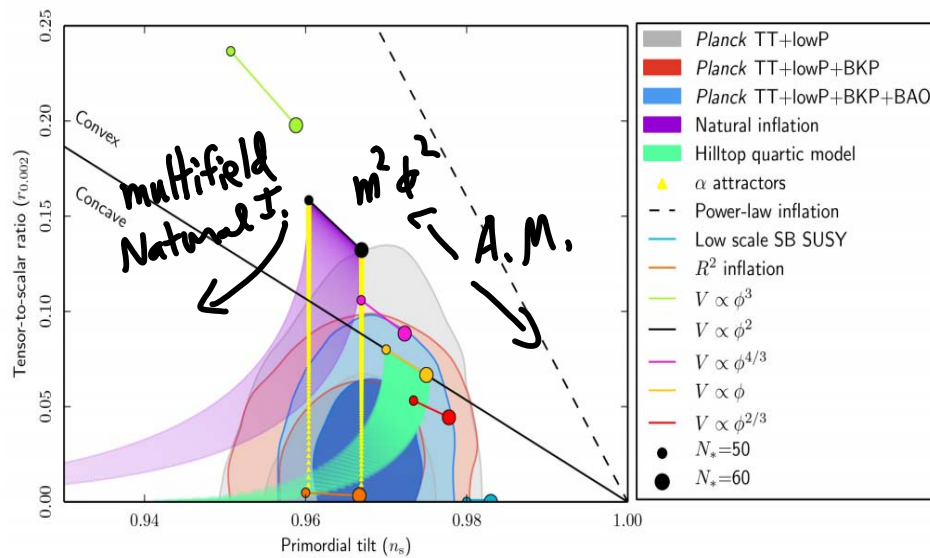 0.25
0.20
0.15
0.10
0.05
0.00
Tensor-to-scalar ratio (r₀.₀₀₂)
Convex
Concave
multifield
Natural I.
m²ϕ²
A.M.
0.94
0.96
0.98
1.00
Primordial tilt (nₛ)
Planck TT+lowP
Planck TT+lowP+BKP
Planck TT+lowP+BKP+BAO
Natural inflation
Hilltop quartic model
α attractors
Power-law inflation
Low scale SB SUSY
R² inflation
V ∝ ϕ³
V ∝ ϕ²
V ∝ ϕ⁴/³
V ∝ ϕ
V ∝ ϕ²/³
N∗=50
N∗=60